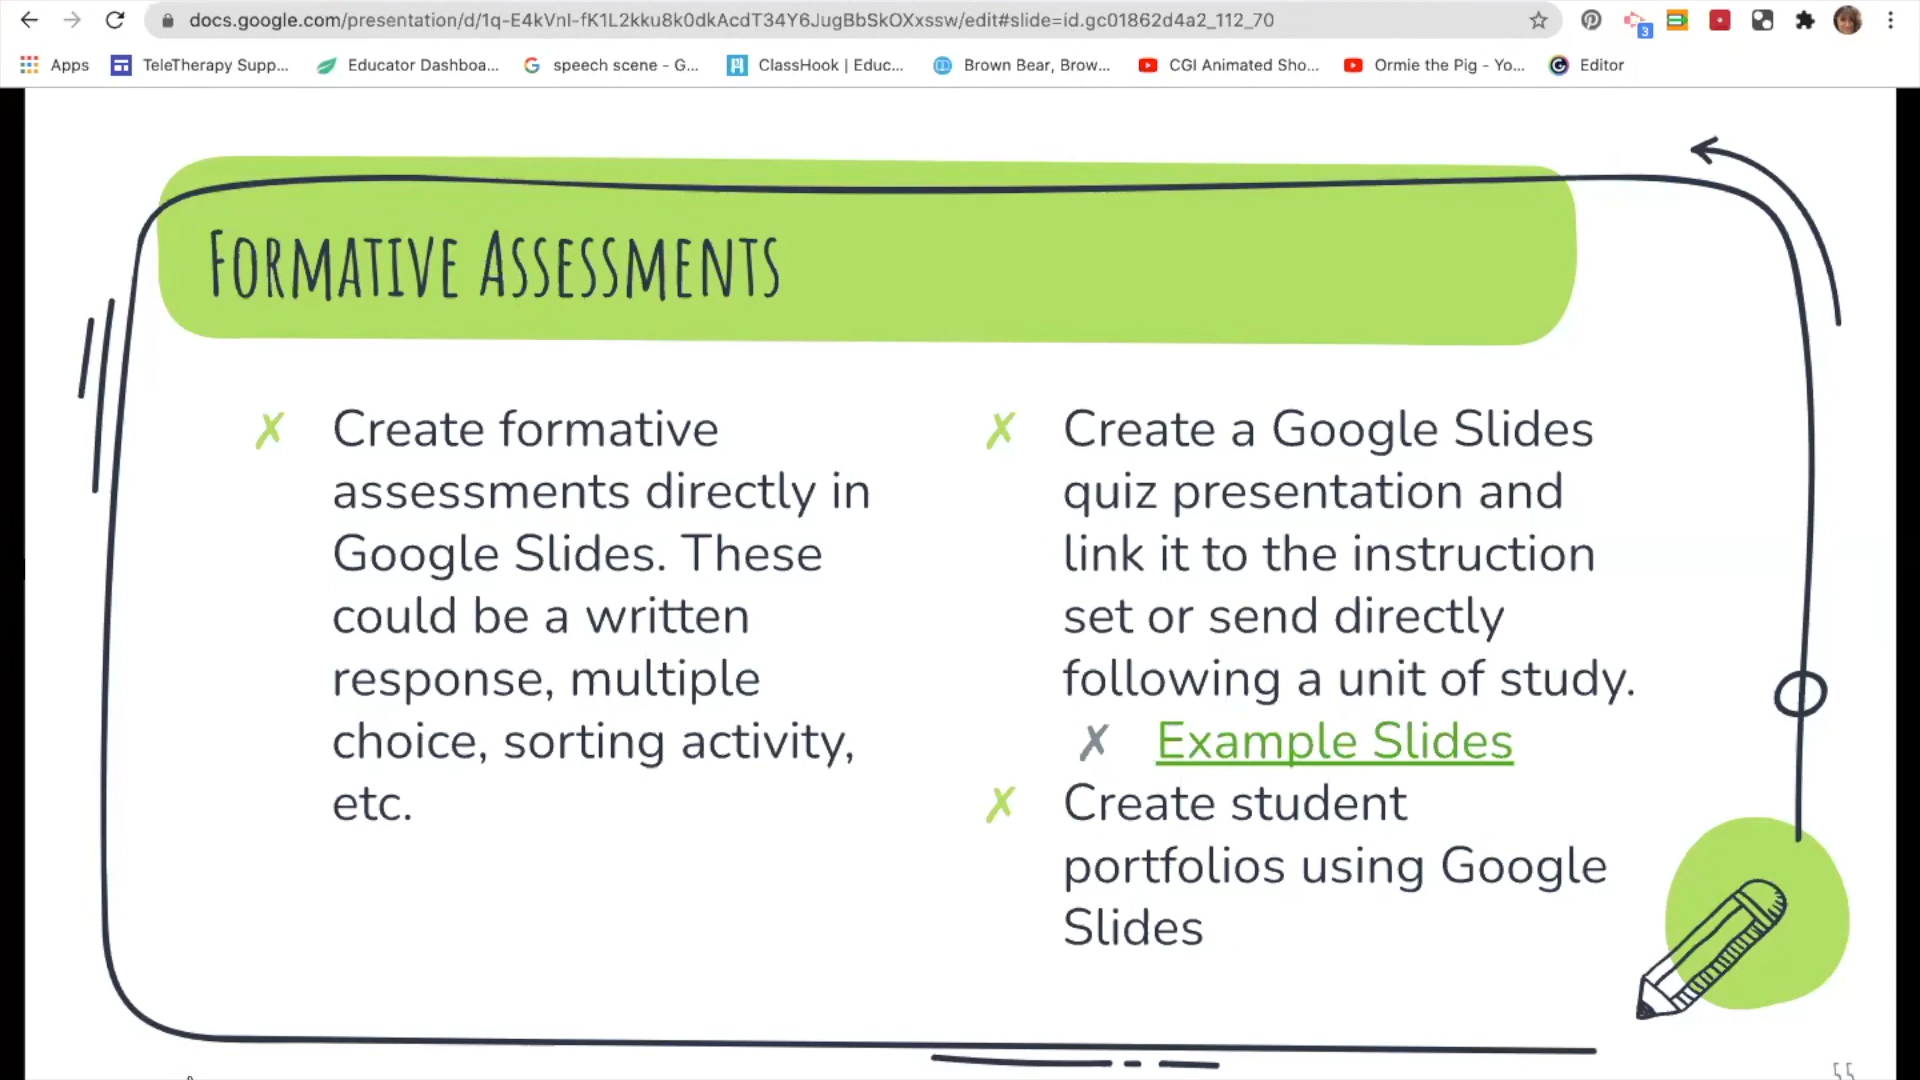 docs.google.com/presentation/d/1q-E4kVnI-fK1L2kku8k0dkAcdT34Y6JugBbSkOXxssw/edit#slide=id.gc01862d4a2_112_70
3
Apps TeleTherapy Supp... Educator Dashboa... speech scene - G... ClassHook | Educ... Brown Bear, Brow... CGI Animated Sho... Ormie the Pig - Yo... Editor
Formative Assessments
✗ Create formative
assessments directly in
Google Slides. These
could be a written
response, multiple
choice, sorting activity,
etc.
✗ Create a Google Slides
quiz presentation and
link it to the instruction
set or send directly
following a unit of study.
✗ Example Slides
✗ Create student
portfolios using Google
Slides